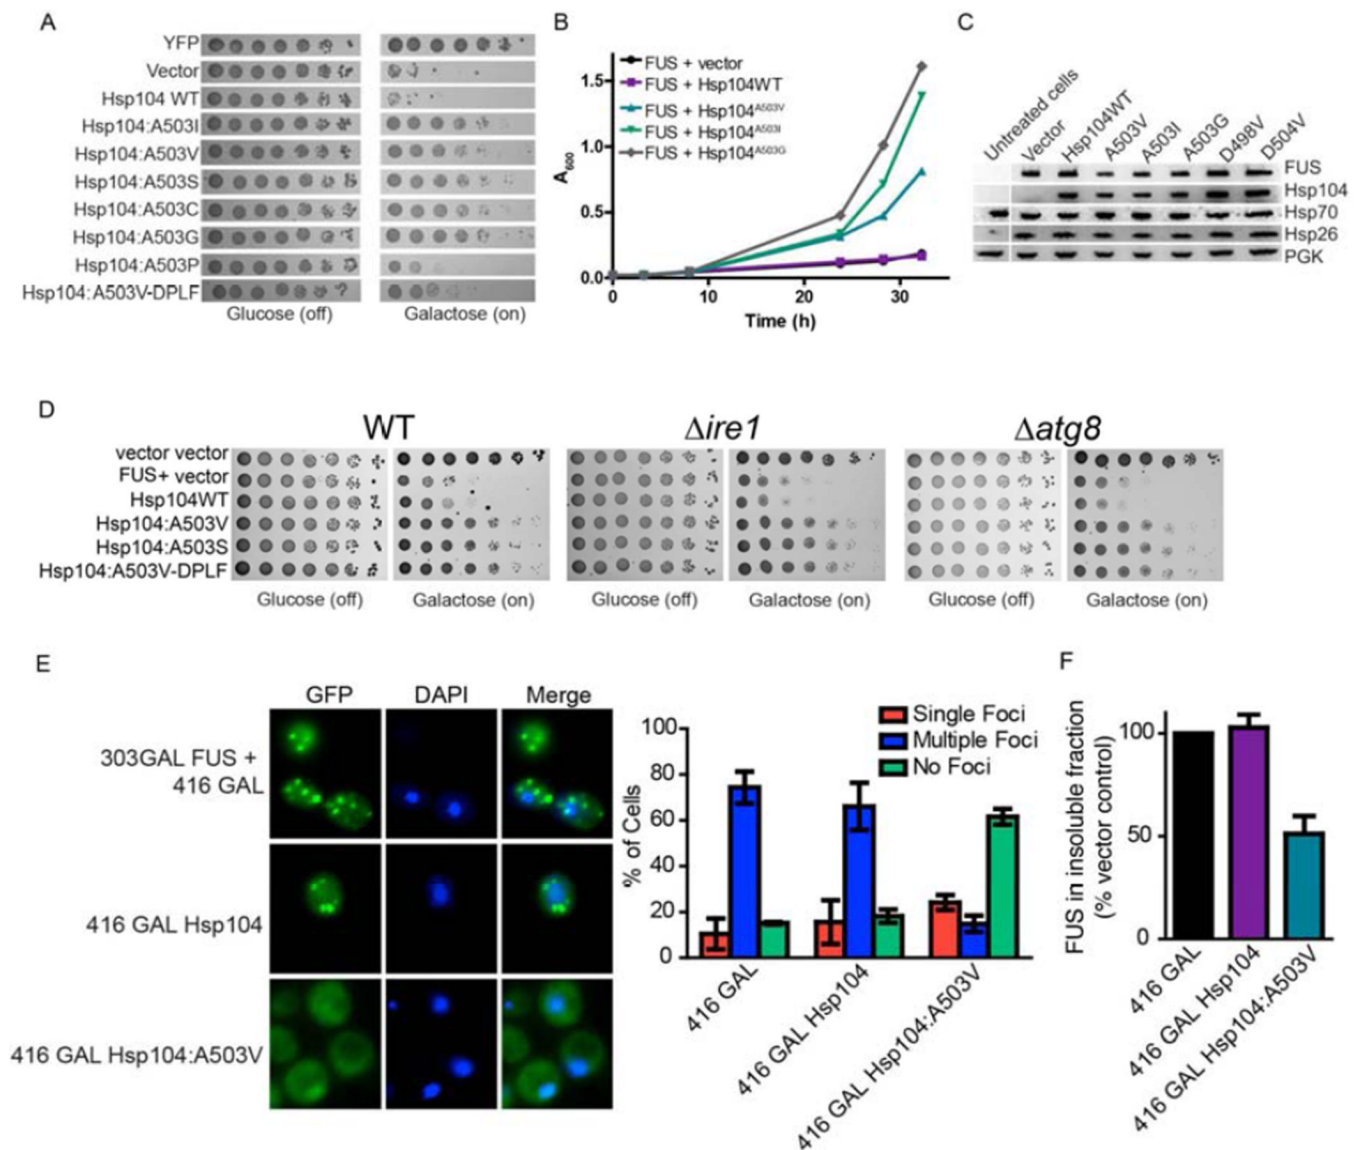 A
YFP
Vector
Hsp104 WT
Hsp104:A503I
Hsp104:A503V
Hsp104:A503S
Hsp104:A503C
Hsp104:A503G
Hsp104:A503P
Hsp104:A503V-DPLF
Glucose (off)
Galactose (on)
B
FUS + vector
FUS + Hsp104WT
FUS + Hsp104A503V
FUS + Hsp104A503I
FUS + Hsp104A503G
A600
1.5
1.0
0.5
0.0
0 10 20 30
Time (h)
C
Untreated cells
Vector
Hsp104WT
A503V
A503I
A503G
D498V
D504V
FUS
Hsp104
Hsp70
Hsp26
PGK
D
WT
Δire1
Δatg8
vector vector
FUS+ vector
Hsp104WT
Hsp104:A503V
Hsp104:A503S
Hsp104:A503V-DPLF
Glucose (off)
Galactose (on)
Glucose (off)
Galactose (on)
Glucose (off)
Galactose (on)
E
GFP DAPI Merge
303GAL FUS +
416 GAL
416 GAL Hsp104
416 GAL Hsp104:A503V
Single Foci
Multiple Foci
No Foci
% of Cells
100
80
60
40
20
0
416 GAL
416 GAL Hsp104
416 GAL Hsp104:A503V
F
FUS in insoluble fraction
(% vector control)
100
50
0
416 GAL
416 GAL Hsp104
416 GAL Hsp104:A503V